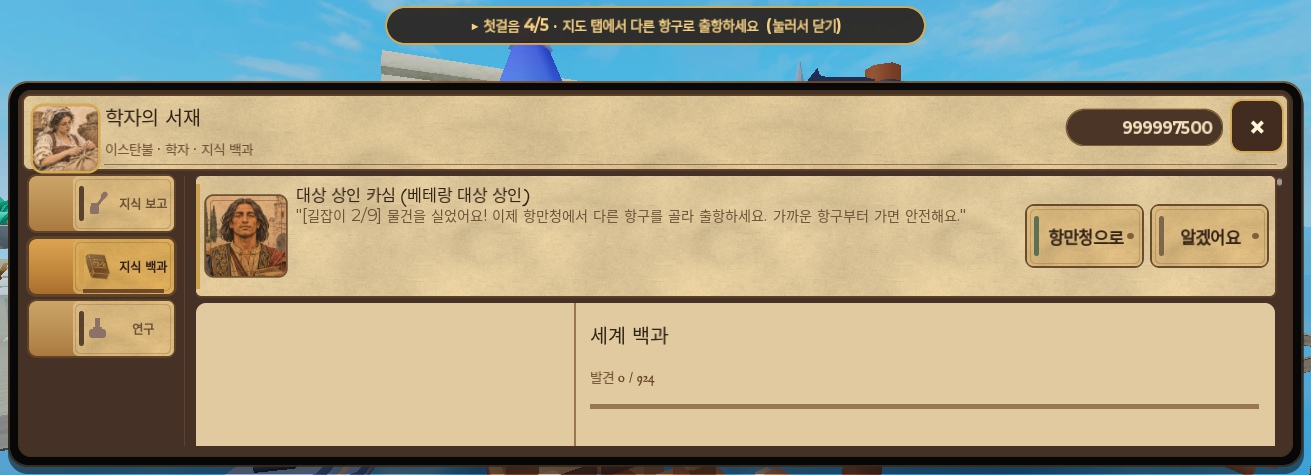 ▸ 첫걸음 4/5 · 지도 탭에서 다른 항구로 출항하세요 (눌러서 닫기)
학자의 서재
이스탄불 · 학자 · 지식 백과
999997500
×
지식 보고
지식 백과
연구
대상 상인 카심 (베테랑 대상 상인)
"[길잡이 2/9] 물건을 실었어요! 이제 항만청에서 다른 항구를 골라 출항하세요. 가까운 항구부터 가면 안전해요."
항만청으로
알겠어요
세계 백과
발견 0 / 924